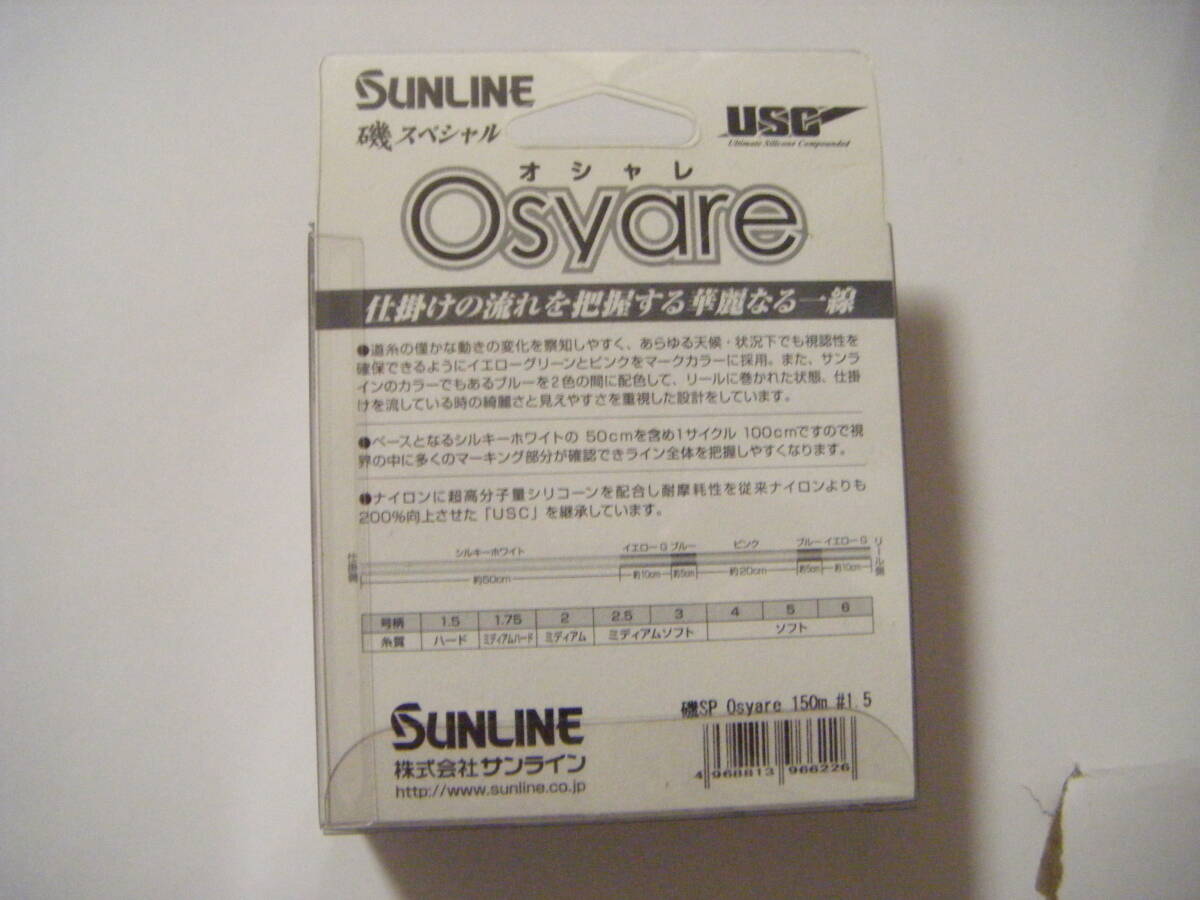 SUNLINE
磯スペシャル
USC
Ultimate Silicone Compounded
オシャレ
Osyare
仕掛けの流れを把握する華麗なる一線
●道糸の僅かな動きの変化を察知しやすく、あらゆる天候・状況下でも視認性を
確保できるようにイエローグリーンとピンクをマークカラーに採用。また、サンラ
インのカラーでもあるブルーを2色の間に配色して、リールに巻かれた状態、仕掛
けを流している時の綺麗さと見えやすさを重視した設計をしています。
●ベースとなるシルキーホワイトの 50cmを含め1サイクル 100cmですので視
界の中に多くのマーキング部分が確認できライン全体を把握しやすくなります。
●ナイロンに超高分子量シリコーンを配合し耐摩耗性を従来ナイロンよりも
200%向上させた「USC」を継承しています。
仕掛側 シルキーホワイト イエローG ブルー ピンク ブルー イエローG リール側
約50cm 約10cm 約5cm 約20cm 約5cm 約10cm
号柄 1.5 1.75 2 2.5 3 4 5 6
糸質 ハード ミディアムハード ミディアム ミディアムソフト ソフト
磯SP Osyare 150m #1.5
SUNLINE
株式会社サンライン
http://www.sunline.co.jp
4 968813 966226